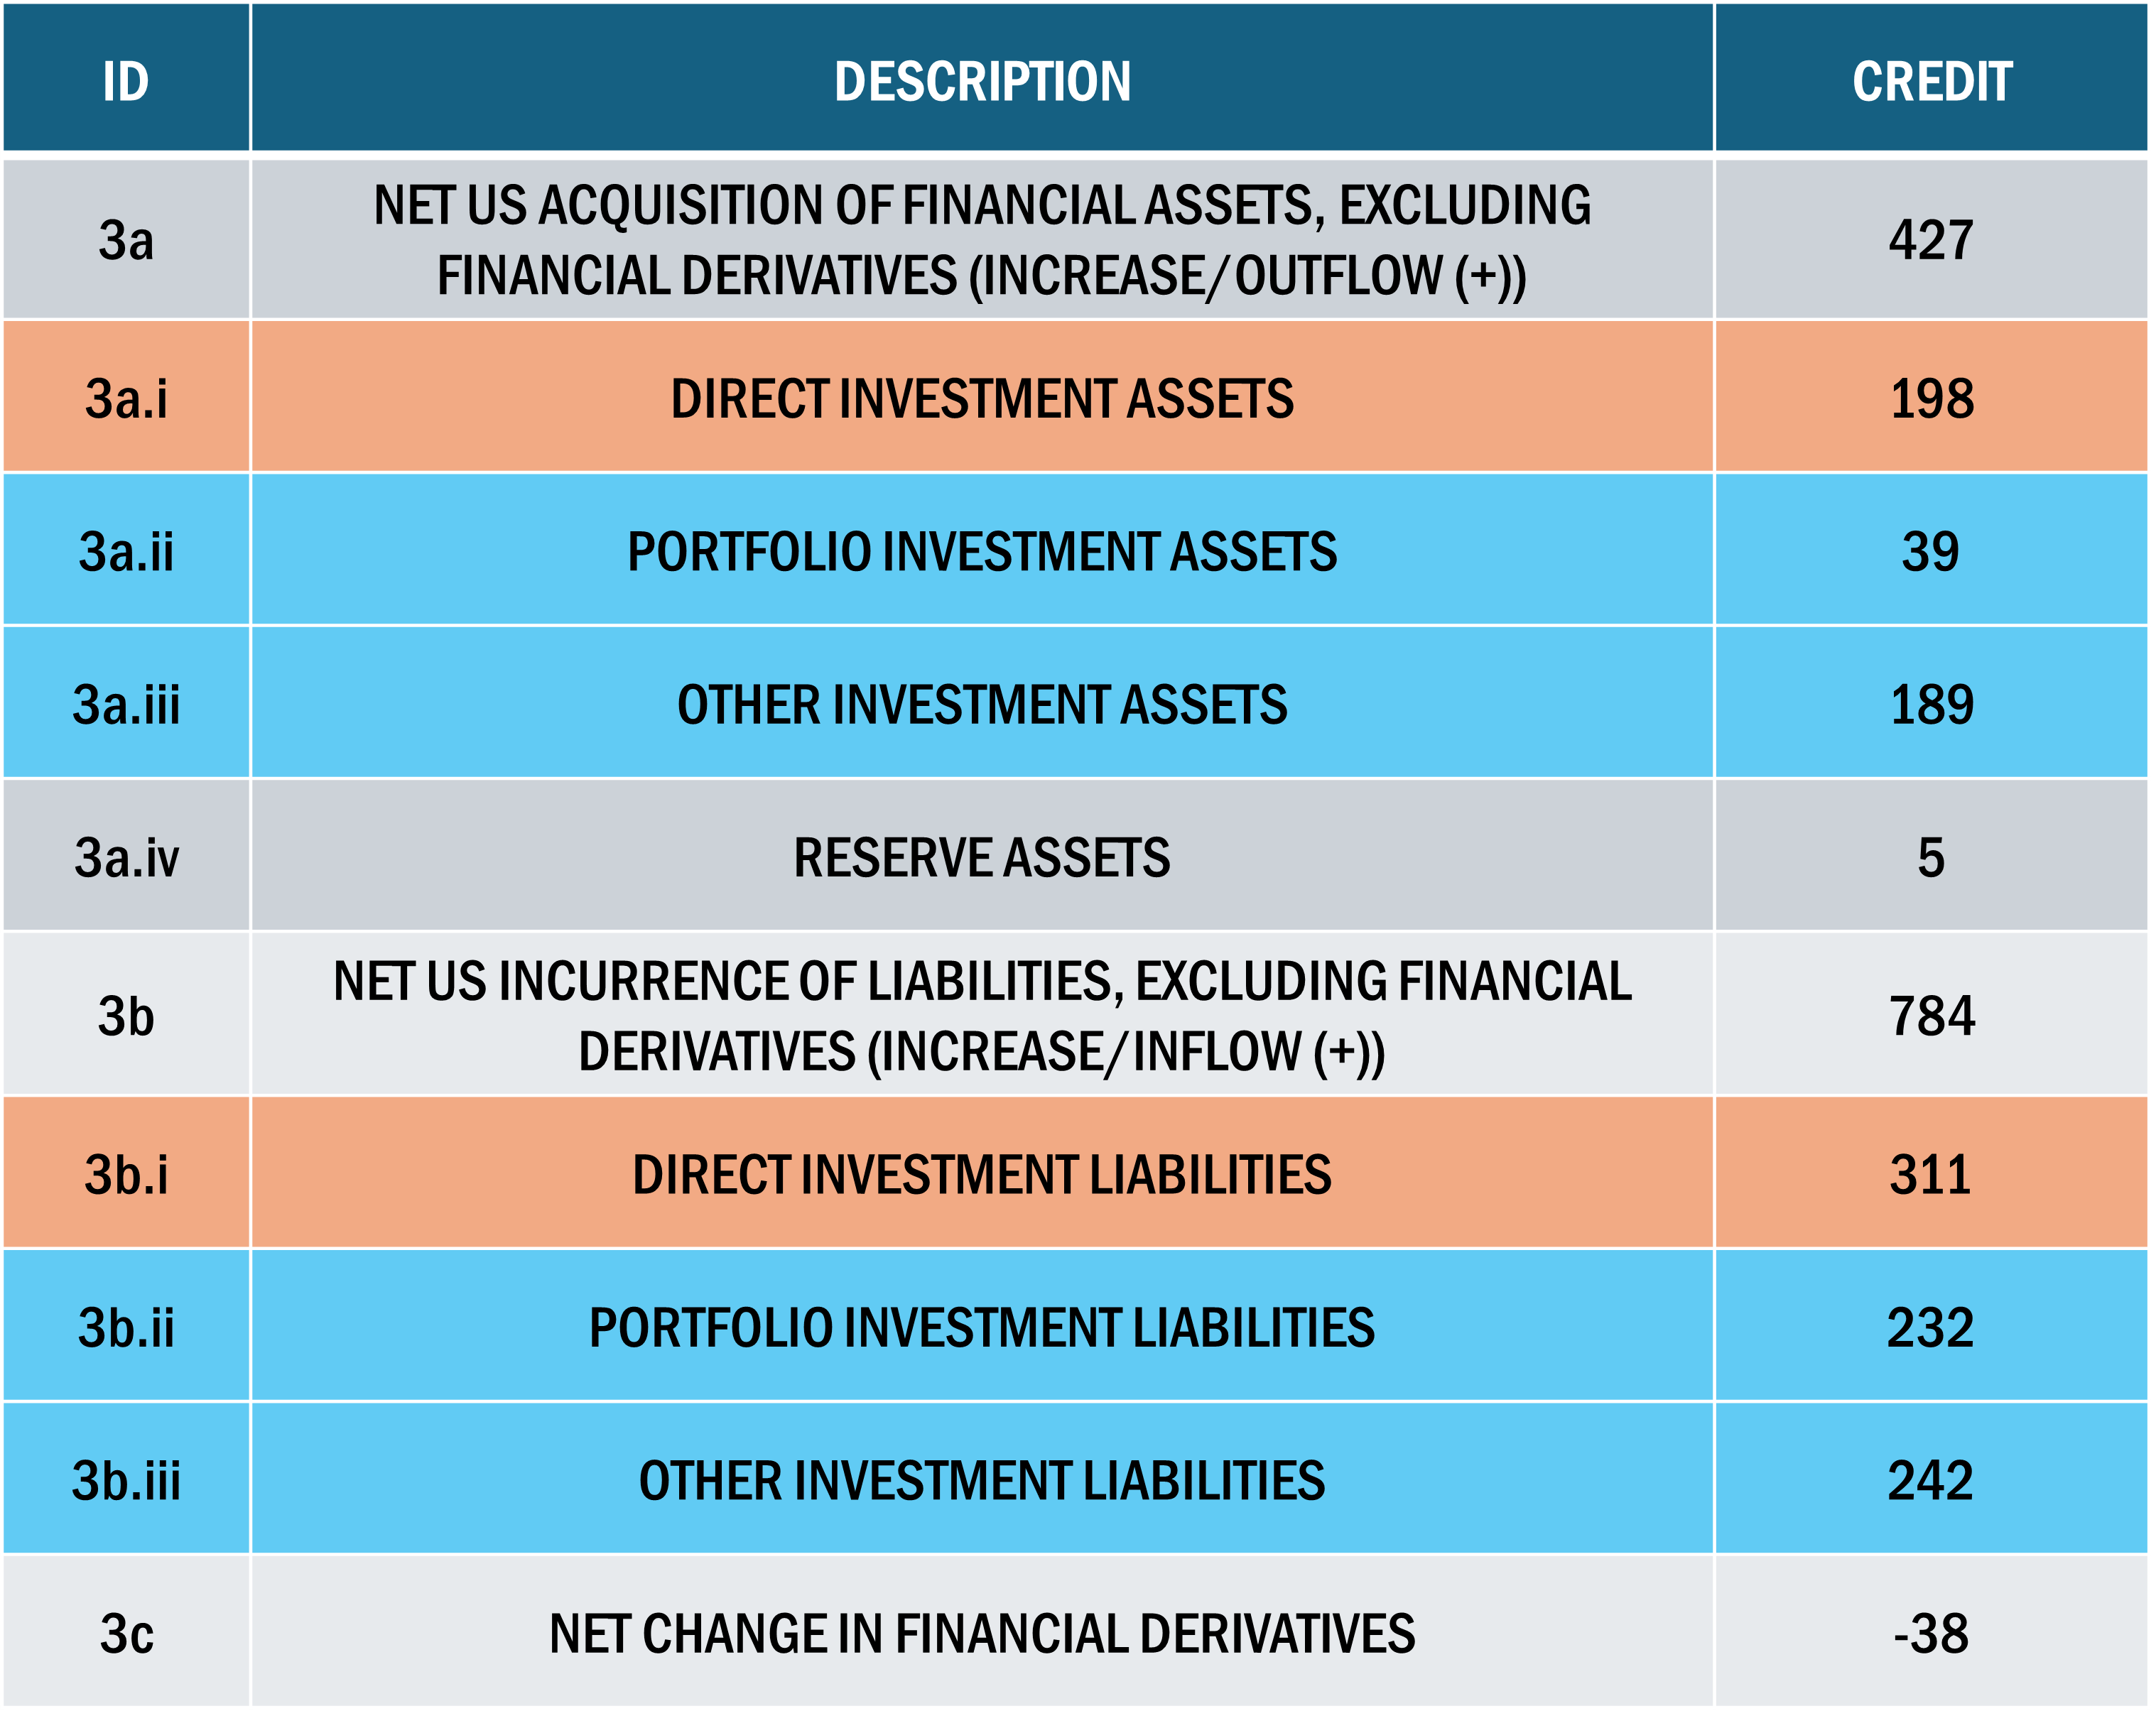 ID DESCRIPTION CREDIT
3a NET US ACQUISITION OF FINANCIAL ASSETS, EXCLUDING
FINANCIAL DERIVATIVES (INCREASE/OUTFLOW (+)) 427
3a.i DIRECT INVESTMENT ASSETS 198
3a.ii PORTFOLIO INVESTMENT ASSETS 39
3a.iii OTHER INVESTMENT ASSETS 189
3a.iv RESERVE ASSETS 5
3b NET US INCURRENCE OF LIABILITIES, EXCLUDING FINANCIAL
DERIVATIVES (INCREASE/INFLOW (+)) 784
3b.i DIRECT INVESTMENT LIABILITIES 311
3b.ii PORTFOLIO INVESTMENT LIABILITIES 232
3b.iii OTHER INVESTMENT LIABILITIES 242
3c NET CHANGE IN FINANCIAL DERIVATIVES -38